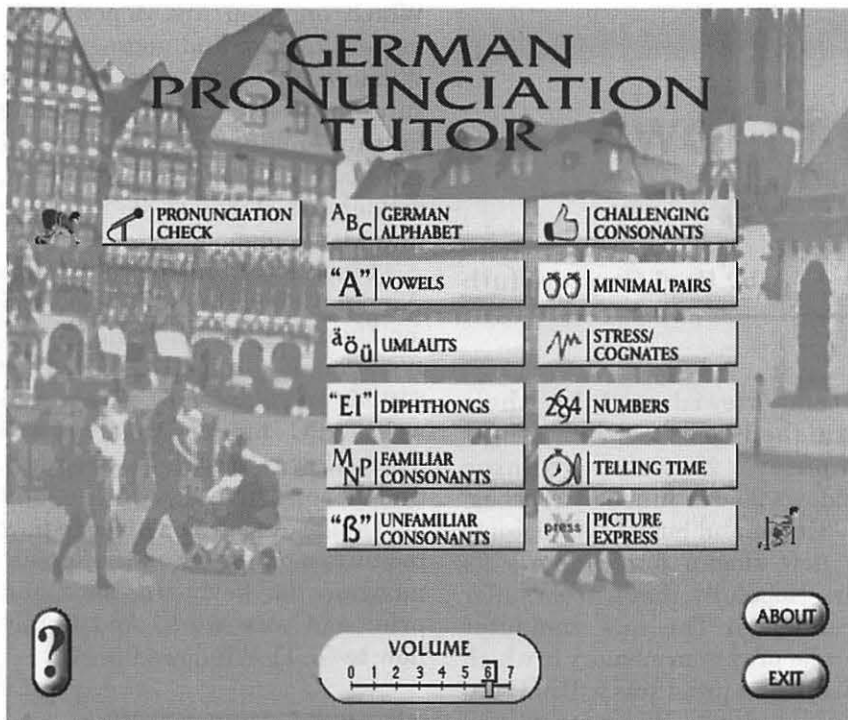 GERMAN
PRONUNCIATION
TUTOR
PRONUNCIATION
CHECK
ABC
GERMAN
ALPHABET
CHALLENGING
CONSONANTS
"A" VOWELS
MINIMAL PAIRS
äöü UMLAUTS
STRESS/
COGNATES
"EI" DIPHTHONGS
NUMBERS
MNP
FAMILIAR
CONSONANTS
TELLING TIME
"ß"
UNFAMILIAR
CONSONANTS
press X
PICTURE
EXPRESS
?
VOLUME
0 1 2 3 4 5 6 7
ABOUT
EXIT